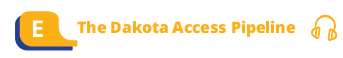 E The Dakota Access Pipeline